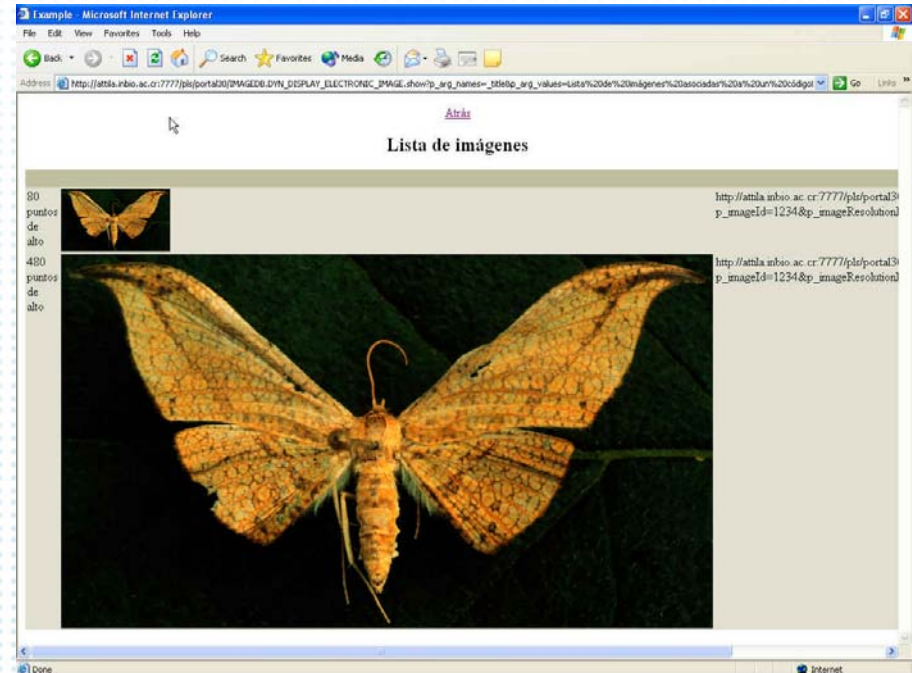 Example - Microsoft Internet Explorer
File Edit View Favorites Tools Help
Back Search Favorites Media
Address http://attila.inbio.ac.cr:7777/pls/portal30/IMAGEDB.DYN_DISPLAY_ELECTRONIC_IMAGE.show?p_arg_names=_title&p_arg_values=Lista%20de%20imágenes%20asociadas%20a%20un%20código Go Links »
Atrás
Lista de imágenes
80
puntos
de
alto
http://attila.inbio.ac.cr:7777/pls/portal3
p_imageId=1234&p_imageResolution
480
puntos
de
alto
http://attila.inbio.ac.cr:7777/pls/portal3
p_imageId=1234&p_imageResolution
Done Internet